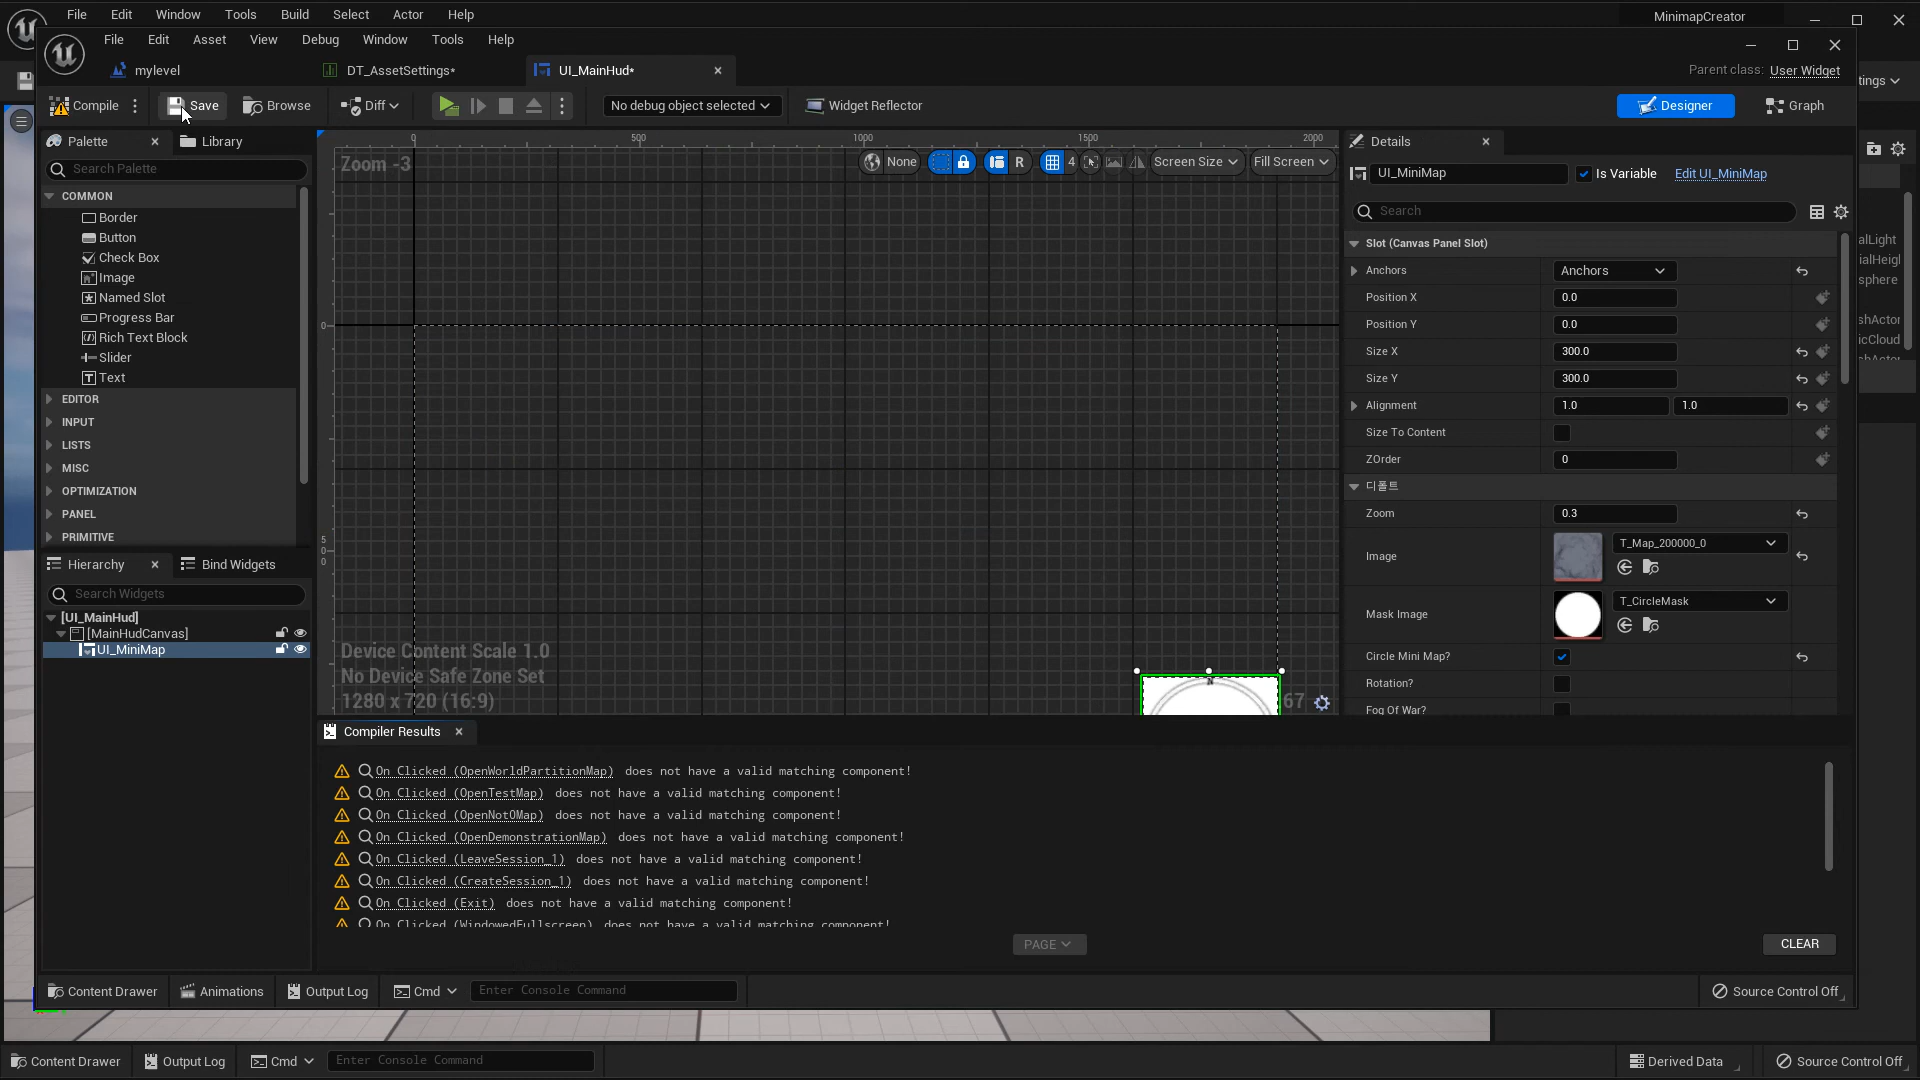 File Edit Window Tools Build Select Actor Help
MinimapCreator
File Edit Asset View Debug Window Tools Help
mylevel
DT_AssetSettings*
UI_MainHud*
Parent class: User Widget
Compile
Save
Browse
Diff
No debug object selected
Widget Reflector
Designer
Graph
Palette
Library
Search Palette
COMMON
Border
Button
Check Box
Image
Named Slot
Progress Bar
Rich Text Block
Slider
Text
EDITOR
INPUT
LISTS
MISC
OPTIMIZATION
PANEL
PRIMITIVE
Hierarchy
Bind Widgets
Search Widgets
[UI_MainHud]
[MainHudCanvas]
UI_MiniMap
0 500 1000 1500 2000
Zoom -3
None
R
4
Screen Size
Fill Screen
0
500
Device Content Scale 1.0
No Device Safe Zone Set
1280 x 720 (16:9)
N
67
Details
UI_MiniMap
Is Variable
Edit UI_MiniMap
Search
Slot (Canvas Panel Slot)
Anchors Anchors
Position X 0.0
Position Y 0.0
Size X 300.0
Size Y 300.0
Alignment 1.0 1.0
Size To Content
ZOrder 0
디폴트
Zoom 0.3
Image T_Map_200000_0
Mask Image T_CircleMask
Circle Mini Map?
Rotation?
Fog Of War?
Compiler Results
On Clicked (OpenWorldPartitionMap) does not have a valid matching component!
On Clicked (OpenTestMap) does not have a valid matching component!
On Clicked (OpenNot0Map) does not have a valid matching component!
On Clicked (OpenDemonstrationMap) does not have a valid matching component!
On Clicked (LeaveSession_1) does not have a valid matching component!
On Clicked (CreateSession_1) does not have a valid matching component!
On Clicked (Exit) does not have a valid matching component!
On Clicked (WindowedFullscreen) does not have a valid matching component!
PAGE
CLEAR
Content Drawer
Animations
Output Log
Cmd
Enter Console Command
Source Control Off
tings
alLight
ialHeigl
sphere
shActor
icCloud
shActor
Content Drawer
Output Log
Cmd
Enter Console Command
Derived Data
Source Control Off